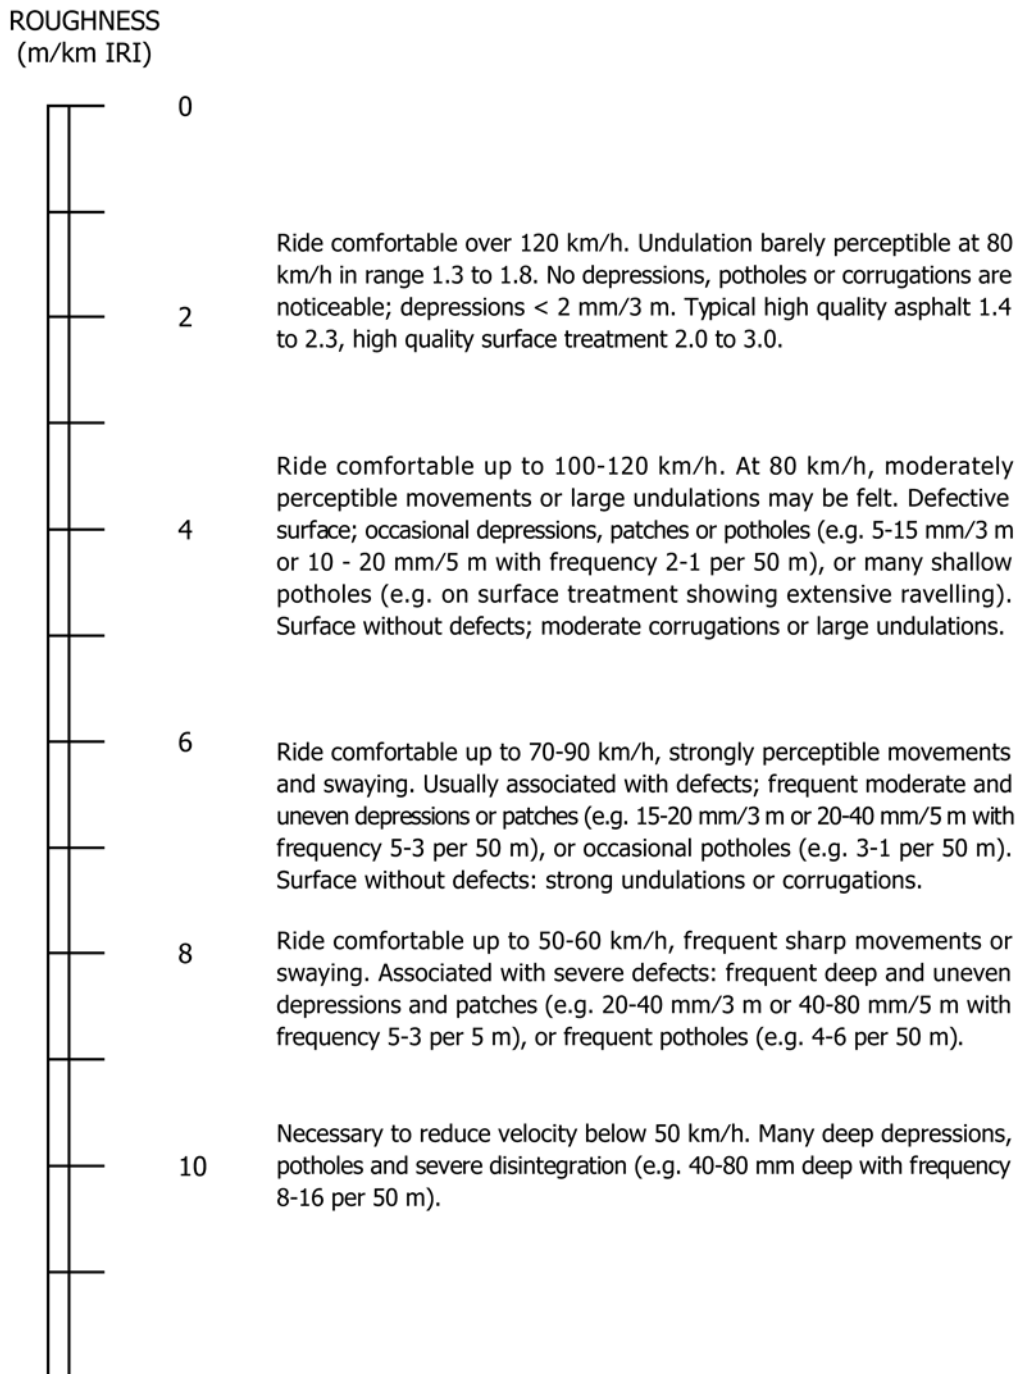 ROUGHNESS
(m/km IRI)
0
Ride comfortable over 120 km/h. Undulation barely perceptible at 80
km/h in range 1.3 to 1.8. No depressions, potholes or corrugations are
noticeable; depressions < 2 mm/3 m. Typical high quality asphalt 1.4
2
to 2.3, high quality surface treatment 2.0 to 3.0.
Ride comfortable up to 100-120 km/h. At 80 km/h, moderately
perceptible movements or large undulations may be felt. Defective
4
surface; occasional depressions, patches or potholes (e.g. 5-15 mm/3 m
or 10 - 20 mm/5 m with frequency 2-1 per 50 m), or many shallow
potholes (e.g. on surface treatment showing extensive ravelling).
Surface without defects; moderate corrugations or large undulations.
6
Ride comfortable up to 70-90 km/h, strongly perceptible movements
and swaying. Usually associated with defects; frequent moderate and
uneven depressions or patches (e.g. 15-20 mm/3 m or 20-40 mm/5 m with
frequency 5-3 per 50 m), or occasional potholes (e.g. 3-1 per 50 m).
Surface without defects: strong undulations or corrugations.
8
Ride comfortable up to 50-60 km/h, frequent sharp movements or
swaying. Associated with severe defects: frequent deep and uneven
depressions and patches (e.g. 20-40 mm/3 m or 40-80 mm/5 m with
frequency 5-3 per 5 m), or frequent potholes (e.g. 4-6 per 50 m).
Necessary to reduce velocity below 50 km/h. Many deep depressions,
10
potholes and severe disintegration (e.g. 40-80 mm deep with frequency
8-16 per 50 m).